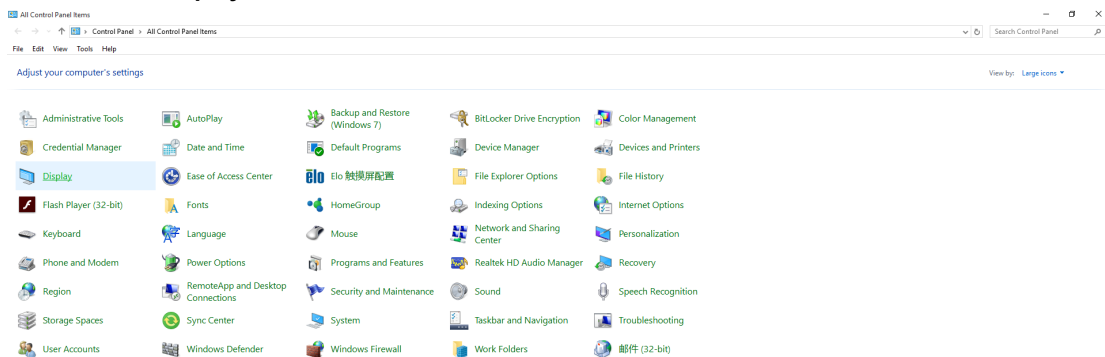 All Control Panel Items
Control Panel > All Control Panel Items
Search Control Panel
File Edit View Tools Help
Adjust your computer's settings
View by: Large icons
Administrative Tools
AutoPlay
Backup and Restore
(Windows 7)
BitLocker Drive Encryption
Color Management
Credential Manager
Date and Time
Default Programs
Device Manager
Devices and Printers
Display
Ease of Access Center
elo
Elo 触摸屏配置
File Explorer Options
File History
Flash Player (32-bit)
Fonts
HomeGroup
Indexing Options
Internet Options
Keyboard
Language
Mouse
Network and Sharing
Center
Personalization
Phone and Modem
Power Options
Programs and Features
Realtek HD Audio Manager
Recovery
Region
RemoteApp and Desktop
Connections
Security and Maintenance
Sound
Speech Recognition
Storage Spaces
Sync Center
System
Taskbar and Navigation
Troubleshooting
User Accounts
Windows Defender
Windows Firewall
Work Folders
邮件 (32-bit)